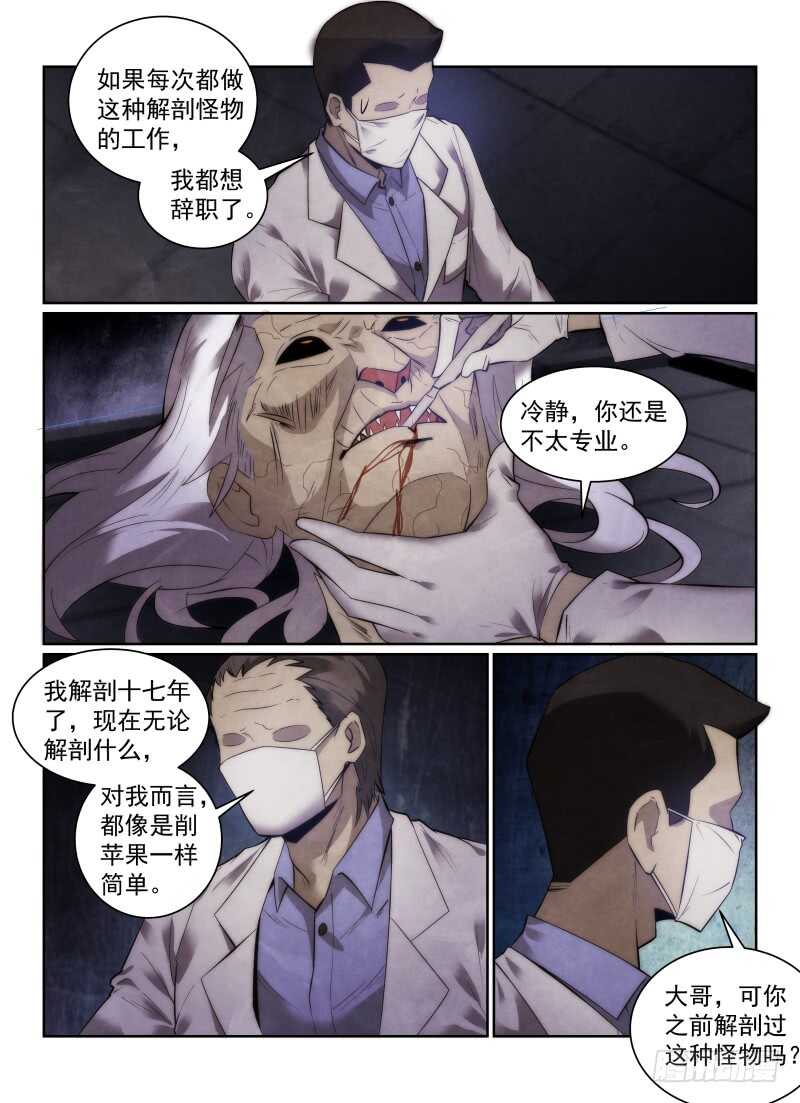 如果每次都做
这种解剖怪物
的工作，
我都想
辞职了。
冷静，你还是
不太专业。
我解剖十七年
了，现在无论
解剖什么，
对我而言，
都像是削
苹果一样
简单。
大哥，可你
之前解剖过
这种怪物吗？